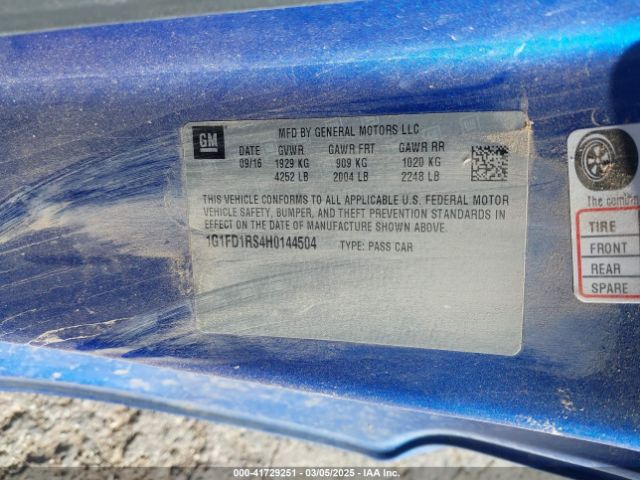 GM
MFD BY GENERAL MOTORS LLC
DATE GVWR GAWR FRT GAWR RR
09/16 1929 KG 909 KG 1020 KG
4252 LB 2004 LB 2248 LB
THIS VEHICLE CONFORMS TO ALL APPLICABLE U.S. FEDERAL MOTOR
VEHICLE SAFETY, BUMPER, AND THEFT PREVENTION STANDARDS IN
EFFECT ON THE DATE OF MANUFACTURE SHOWN ABOVE.
1G1FD1RS4H0144504 TYPE: PASS CAR
The combin
TIRE
FRONT
REAR
SPARE
000-41729251 | 03/05/2025 - IAA Inc.